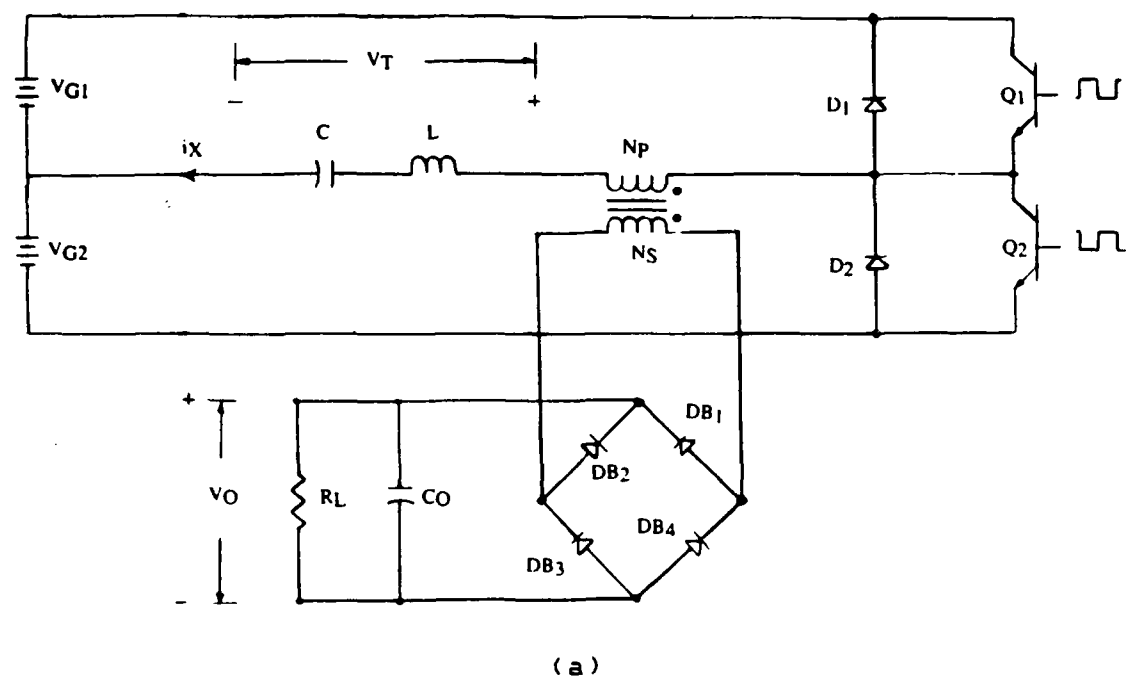 VT
VG1
- +
D1
Q1
C
L
iX
NP
VG2
NS
D2
Q2
+
DB1
DB2
VO
RL
CO
DB4
DB3
-
(a)